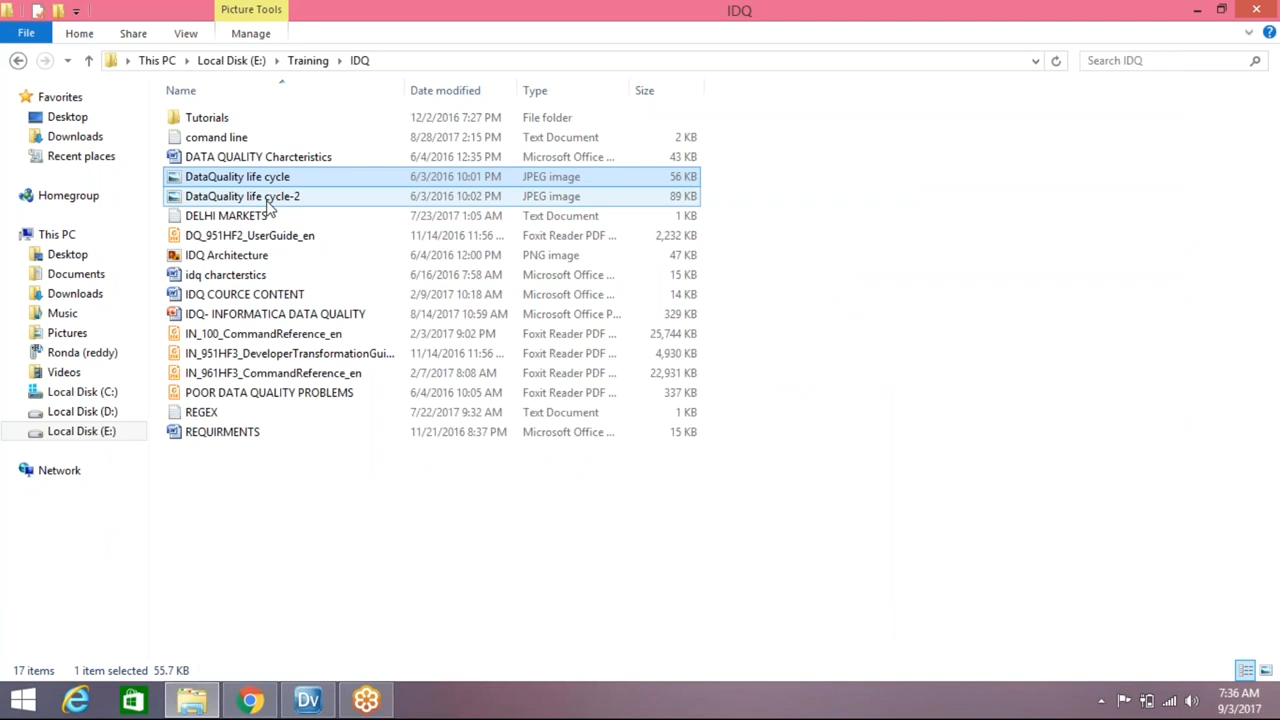 Picture Tools
IDQ
File Home Share View Manage
This PC Local Disk (E:) Training IDQ
Search IDQ
Name Date modified Type Size
Favorites
Desktop
Downloads
Recent places
Homegroup
This PC
Desktop
Documents
Downloads
Music
Pictures
Ronda (reddy)
Videos
Local Disk (C:)
Local Disk (D:)
Local Disk (E:)
Network
Tutorials 12/2/2016 7:27 PM File folder
comand line 8/28/2017 2:15 PM Text Document 2 KB
DATA QUALITY Charcteristics 6/4/2016 12:35 PM Microsoft Office ... 43 KB
DataQuality life cycle 6/3/2016 10:01 PM JPEG image 56 KB
DataQuality life cycle-2 6/3/2016 10:02 PM JPEG image 89 KB
DELHI MARKETS 7/23/2017 1:05 AM Text Document 1 KB
DQ_951HF2_UserGuide_en 11/14/2016 11:56 ... Foxit Reader PDF ... 2,232 KB
IDQ Architecture 6/4/2016 12:00 PM PNG image 47 KB
idq charcterstics 6/16/2016 7:58 AM Microsoft Office ... 15 KB
IDQ COURCE CONTENT 2/9/2017 10:18 AM Microsoft Office ... 14 KB
IDQ- INFORMATICA DATA QUALITY 8/14/2017 10:59 AM Microsoft Office P... 329 KB
IN_100_CommandReference_en 2/3/2017 9:02 PM Foxit Reader PDF ... 25,744 KB
IN_951HF3_DeveloperTransformationGui... 11/14/2016 11:56 ... Foxit Reader PDF ... 4,930 KB
IN_961HF3_CommandReference_en 2/7/2017 8:08 AM Foxit Reader PDF ... 22,931 KB
POOR DATA QUALITY PROBLEMS 6/4/2016 10:05 AM Foxit Reader PDF ... 337 KB
REGEX 7/22/2017 9:32 AM Text Document 1 KB
REQUIRMENTS 11/21/2016 8:37 PM Microsoft Office ... 15 KB
17 items 1 item selected 55.7 KB
Dv
7:36 AM
9/3/2017